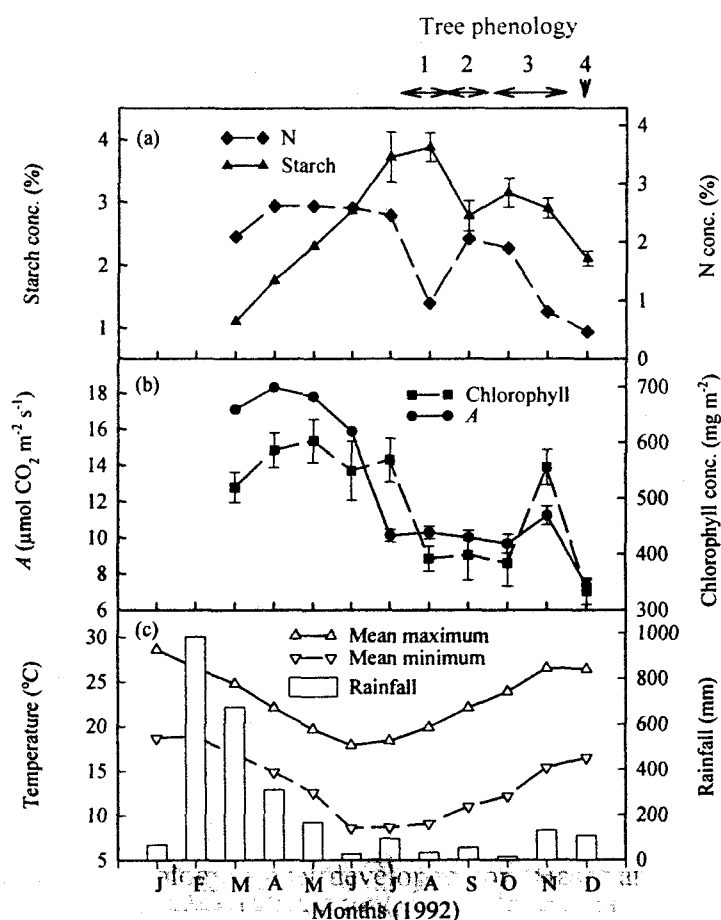 Tree phenology
1 2 3 4
(a)
N
Starch
4
3
2
1
Starch conc. (%)
4
3
2
1
0
N conc. (%)
(b)
Chlorophyll
A
18
16
14
12
10
8
6
A (μmol CO2 m-2 s-1)
700
600
500
400
300
Chlorophyll conc. (mg m-2)
(c)
Mean maximum
Mean minimum
Rainfall
30
25
20
15
10
5
Temperature (°C)
1000
800
600
400
200
0
Rainfall (mm)
J F M A M J J A S O N D
Months (1992)